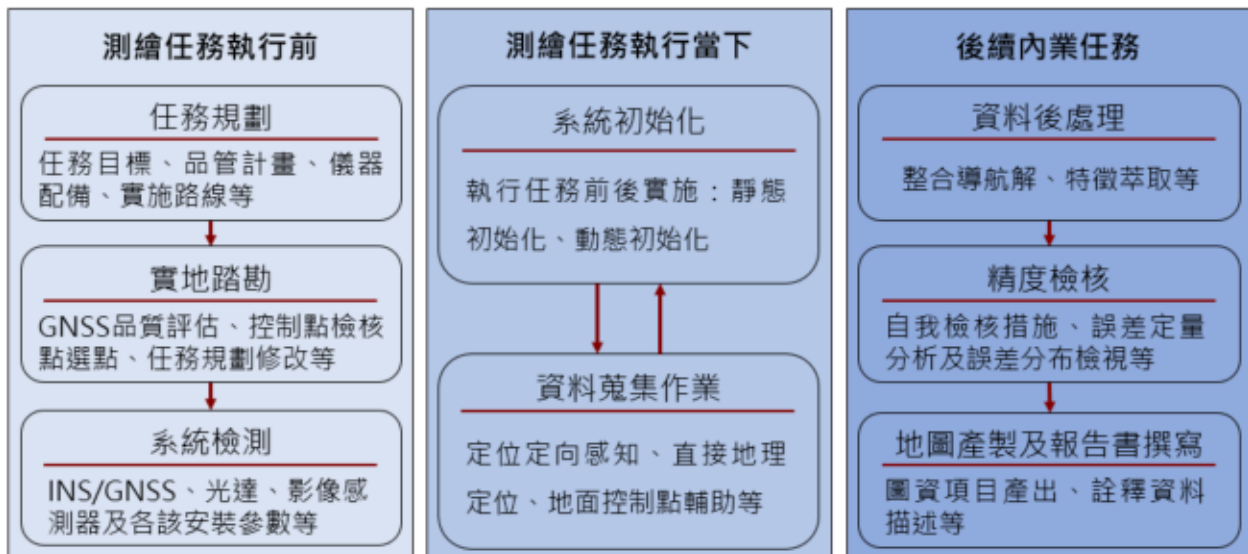 測繪任務執行前
任務規劃
任務目標、品管計畫、儀器
配備、實施路線等
實地踏勘
GNSS品質評估、控制點檢核
點選點、任務規劃修改等
系統檢測
INS/GNSS、光達、影像感
測器及各該安裝參數等
測繪任務執行當下
系統初始化
執行任務前後實施：靜態
初始化、動態初始化
資料蒐集作業
定位定向感知、直接地理
定位、地面控制點輔助等
後續內業任務
資料後處理
整合導航解、特徵萃取等
精度檢核
自我檢核措施、誤差定量
分析及誤差分布檢視等
地圖產製及報告書撰寫
圖資項目產出、詮釋資料
描述等